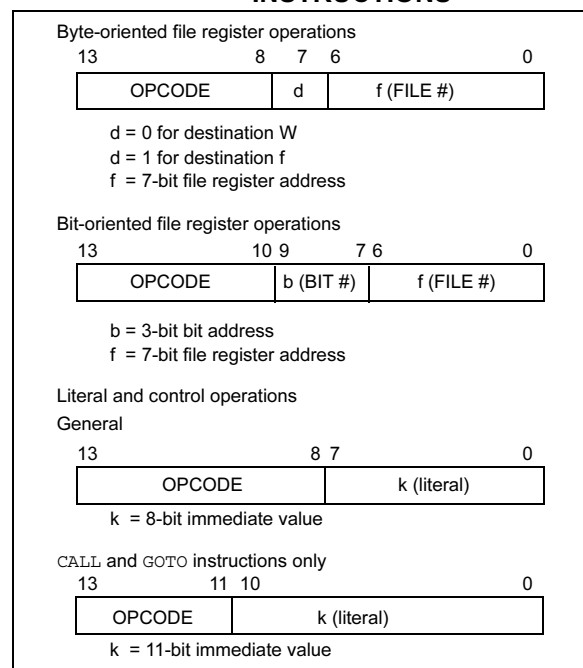 INSTRUCTIONS
Byte-oriented file register operations
13 8 7 6 0
OPCODE d f (FILE #)
d = 0 for destination W
d = 1 for destination f
f = 7-bit file register address
Bit-oriented file register operations
13 10 9 7 6 0
OPCODE b (BIT #) f (FILE #)
b = 3-bit bit address
f = 7-bit file register address
Literal and control operations
General
13 8 7 0
OPCODE k (literal)
k = 8-bit immediate value
CALL and GOTO instructions only
13 11 10 0
OPCODE k (literal)
k = 11-bit immediate value